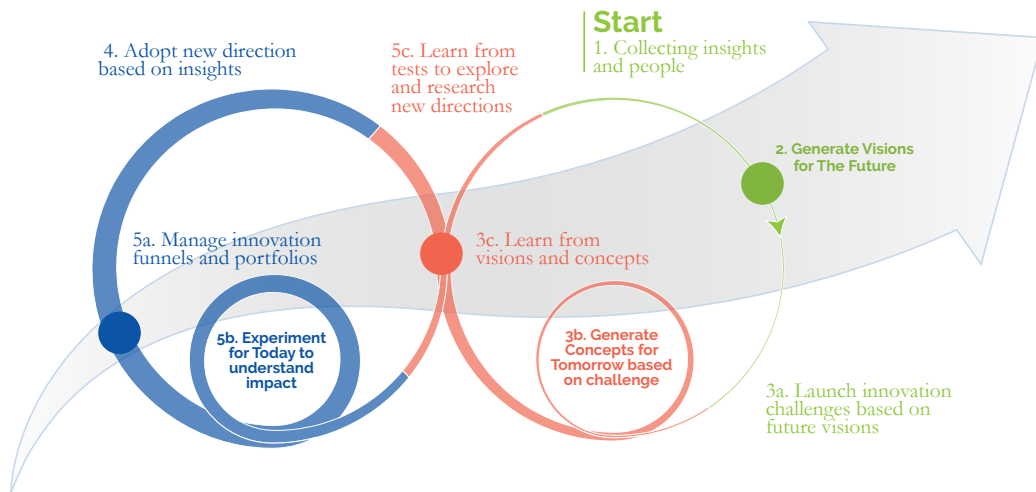 Start
1. Collecting insights
and people
2. Generate Visions
for The Future
3a. Launch innovation
challenges based on
future visions
3b. Generate
Concepts for
Tomorrow based
on challenge
3c. Learn from
visions and concepts
4. Adopt new direction
based on insights
5a. Manage innovation
funnels and portfolios
5b. Experiment
for Today to
understand
impact
5c. Learn from
tests to explore
and research
new directions